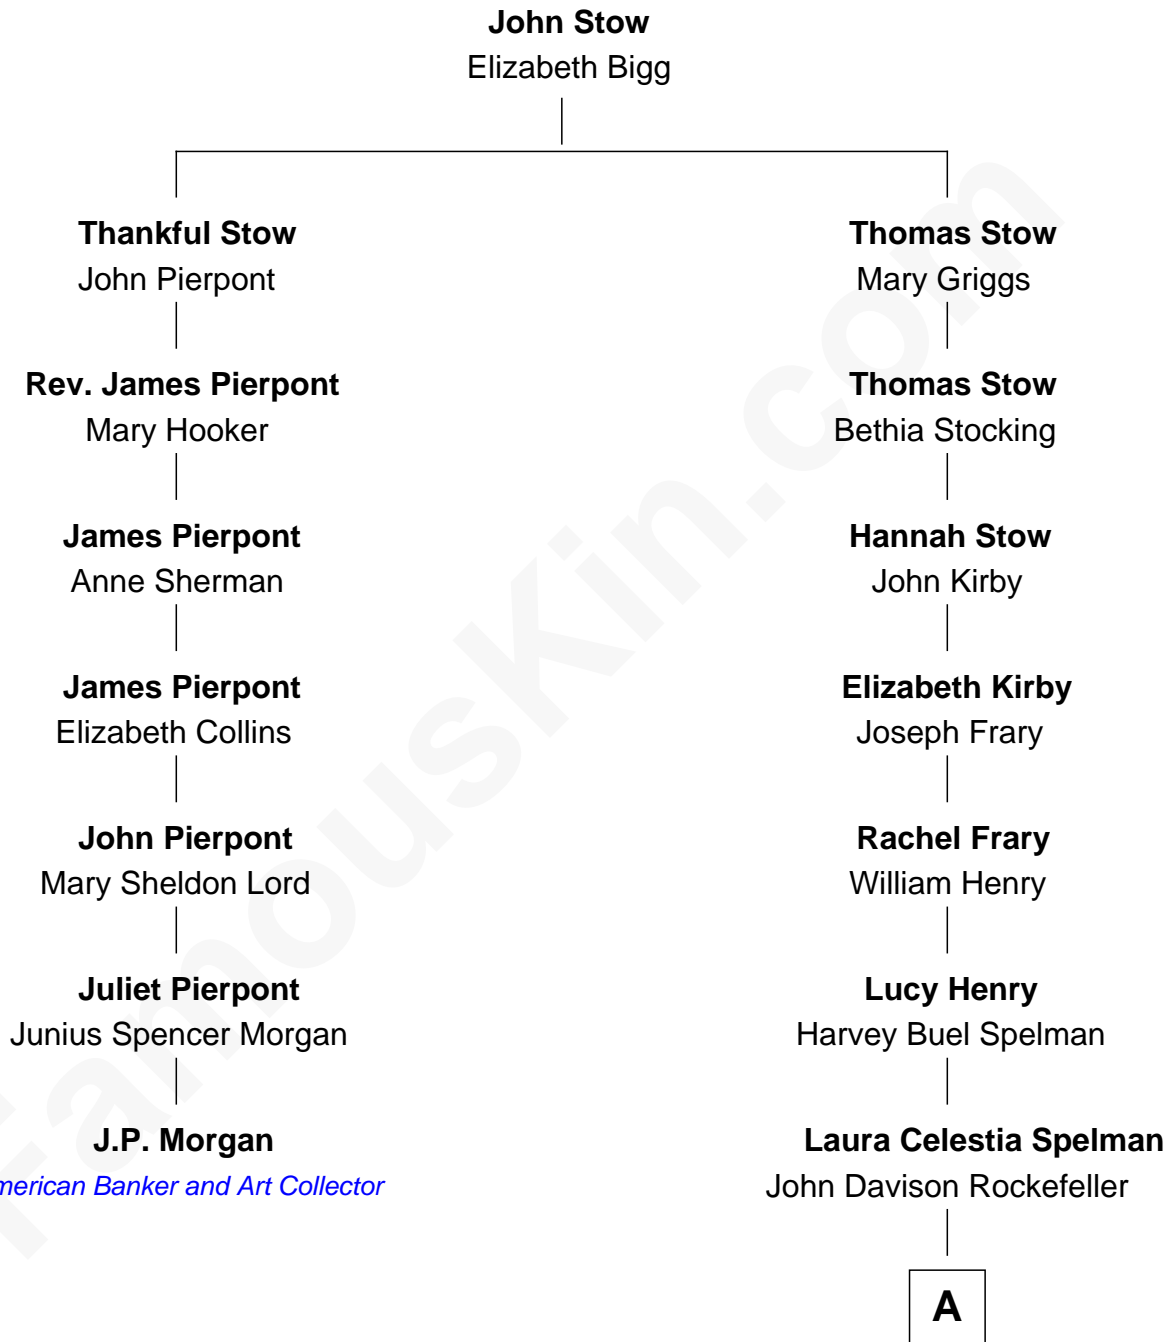 John Stow
Elizabeth Bigg
Thankful Stow
John Pierpont
Thomas Stow
Mary Griggs
Rev. James Pierpont
Mary Hooker
Thomas Stow
Bethia Stocking
James Pierpont
Anne Sherman
Hannah Stow
John Kirby
James Pierpont
Elizabeth Collins
Elizabeth Kirby
Joseph Frary
John Pierpont
Mary Sheldon Lord
Rachel Frary
William Henry
Juliet Pierpont
Junius Spencer Morgan
Lucy Henry
Harvey Buel Spelman
J.P. Morgan
merican Banker and Art Collector
Laura Celestia Spelman
John Davison Rockefeller
A
FamousKin.com